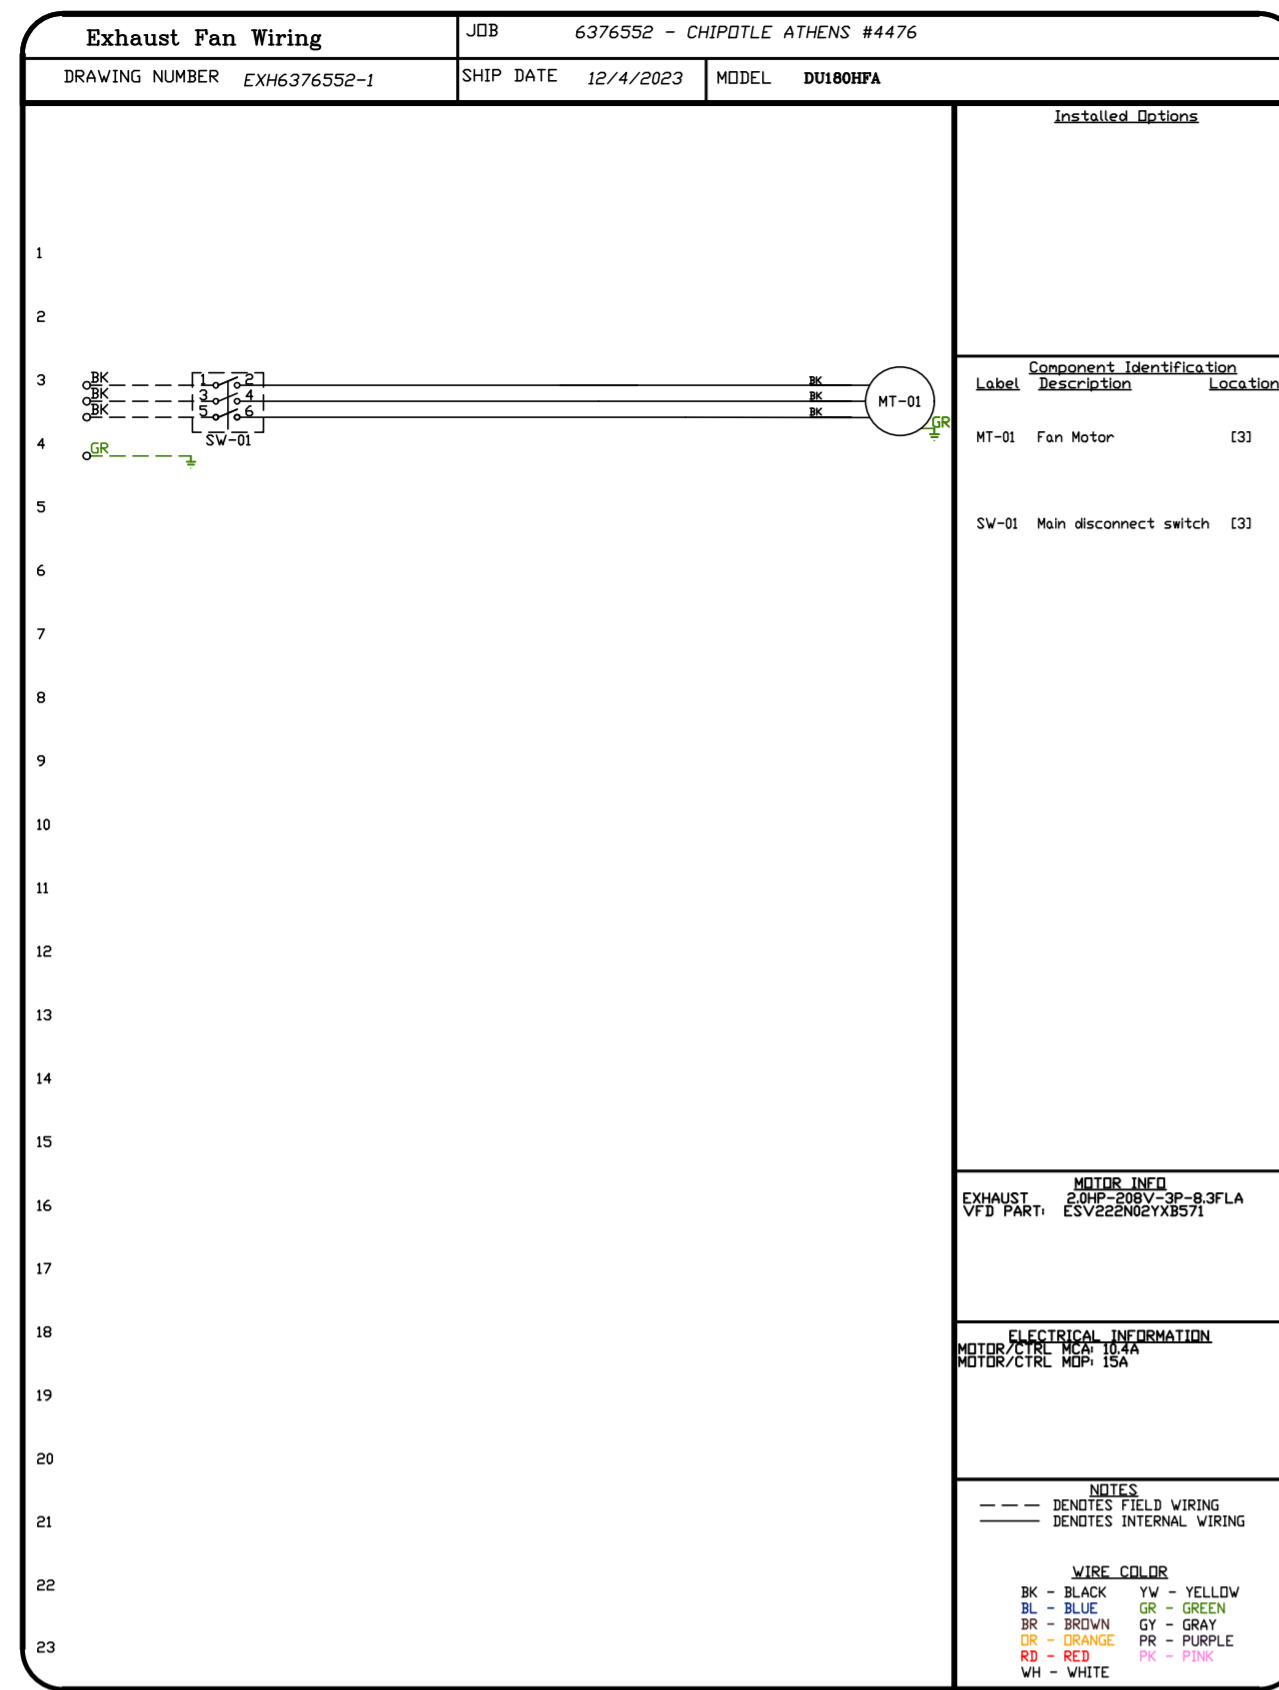 Exhaust Fan Wiring
JOB 6376552 - CHIPOTLE ATHENS #4476
DRAWING NUMBER EXH6376552-1
SHIP DATE 12/4/2023
MODEL DU180HFA
Installed Options
1
2
3
BK
BK
BK
1 2
3 4
5 6
SW-01
BK
BK
BK
MT-01
GR
4
GR
5
6
7
8
9
10
11
12
13
14
15
16
17
18
19
20
21
22
23
Component Identification
Label Description Location
MT-01 Fan Motor [3]
SW-01 Main disconnect switch [3]
MOTOR INFO
EXHAUST 2.0HP-208V-3P-8.3FLA
VFD PART: ESV222N02YXB571
ELECTRICAL INFORMATION
MOTOR/CTRL MCA: 10.4A
MOTOR/CTRL MOP: 15A
NOTES
DENOTES FIELD WIRING
DENOTES INTERNAL WIRING
WIRE COLOR
BK - BLACK YW - YELLOW
BL - BLUE GR - GREEN
BR - BROWN GY - GRAY
OR - ORANGE PR - PURPLE
RD - RED PK - PINK
WH - WHITE